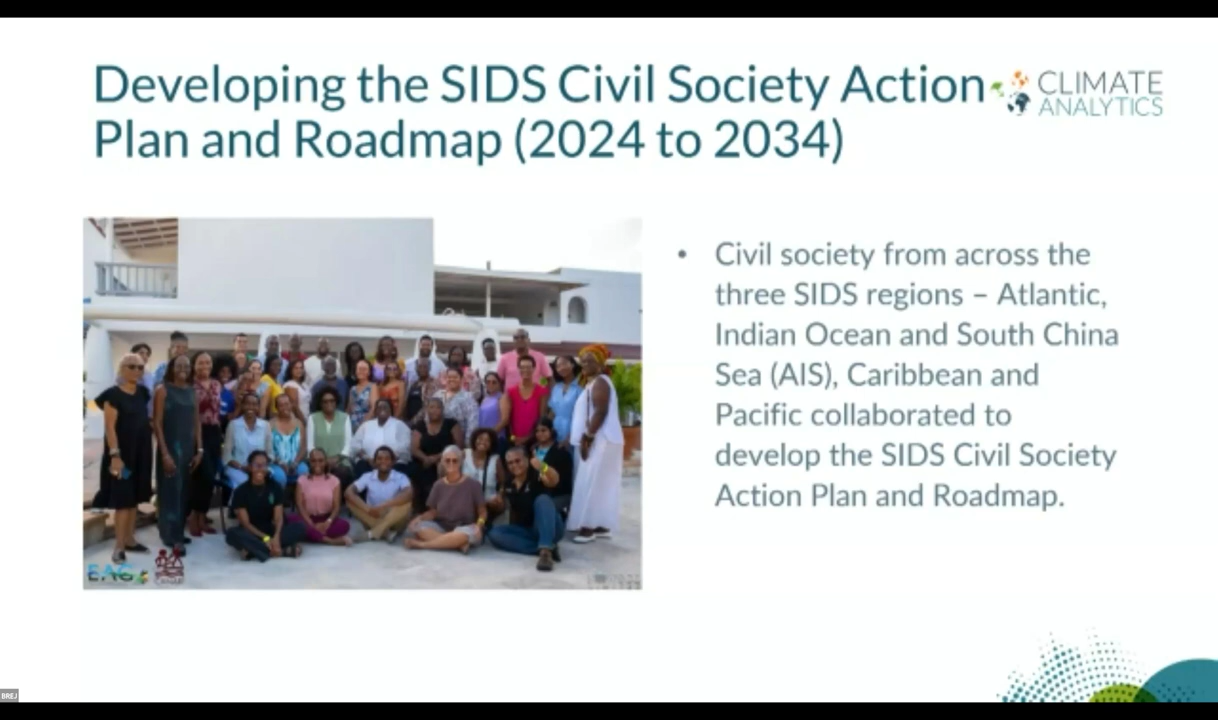 Developing the SIDS Civil Society Action
Plan and Roadmap (2024 to 2034)
CLIMATE
ANALYTICS
• Civil society from across the
three SIDS regions – Atlantic,
Indian Ocean and South China
Sea (AIS), Caribbean and
Pacific collaborated to
develop the SIDS Civil Society
Action Plan and Roadmap.
EAG
BREJ